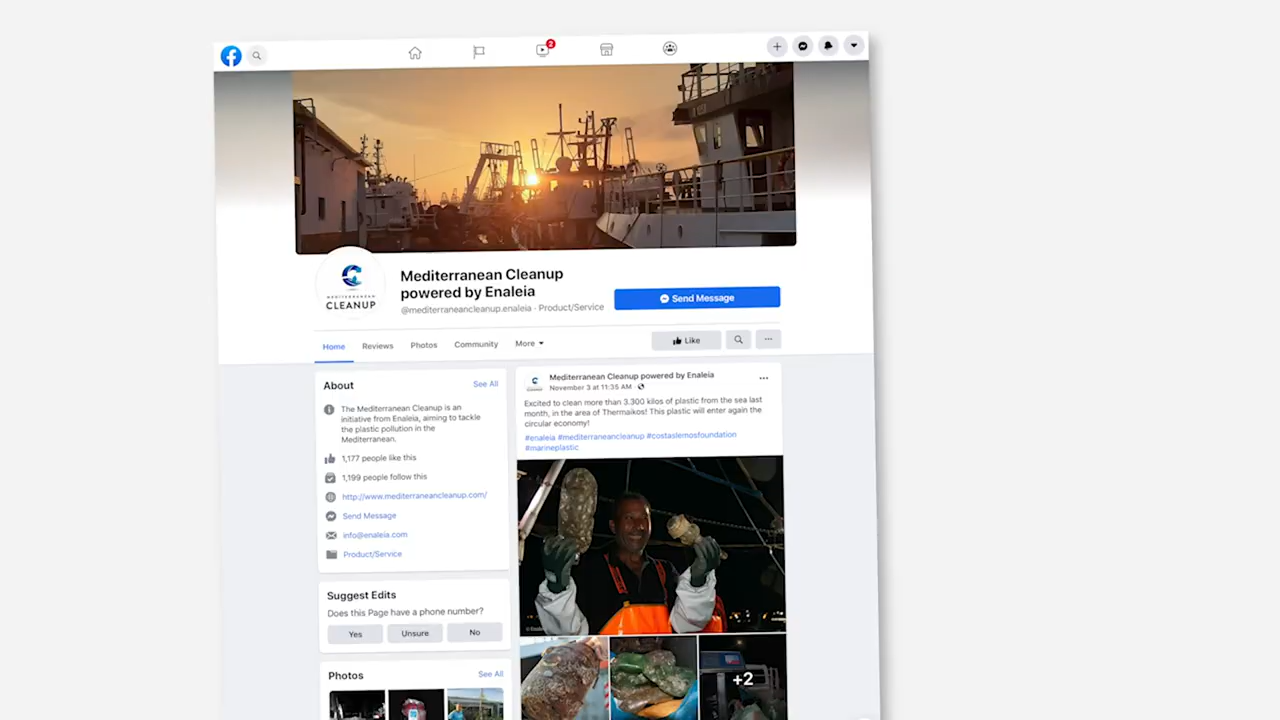 2
MEDITERRANEAN
CLEANUP
Mediterranean Cleanup
powered by Enaleia
@mediterraneancleanup.enaleia · Product/Service
Send Message
Home
Reviews
Photos
Community
More
Like
About
See All
The Mediterranean Cleanup is an
initiative from Enaleia, aiming to tackle
the plastic pollution in the
Mediterranean.
1,177 people like this
1,199 people follow this
http://www.mediterraneancleanup.com/
Send Message
info@enaleia.com
Product/Service
Suggest Edits
Does this Page have a phone number?
Yes
Unsure
No
Photos
See All
Mediterranean Cleanup powered by Enaleia
November 3 at 11:35 AM ·
Excited to clean more than 3.300 kilos of plastic from the sea last
month, in the area of Thermaikos! This plastic will enter again the
circular economy!
#enaleia #mediterraneancleanup #costaslemosfoundation
#marineplastic
+2